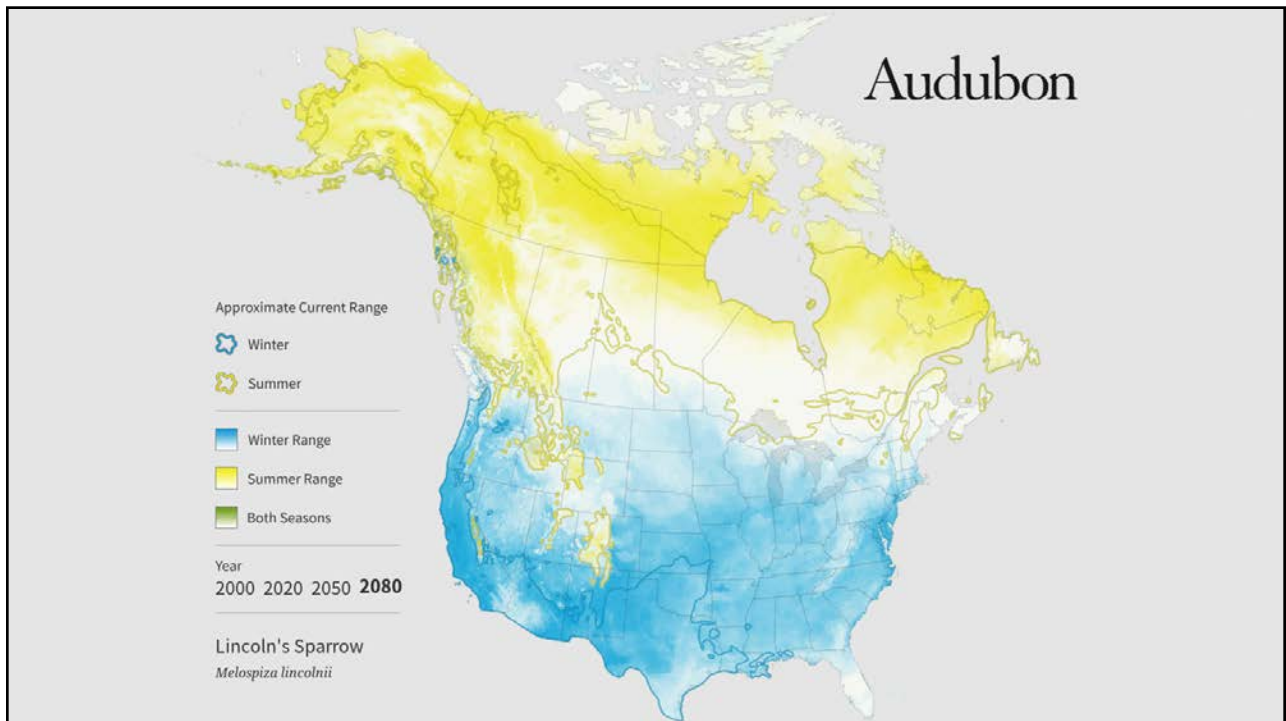 Audubon
Approximate Current Range
Winter
Summer
Winter Range
Summer Range
Both Seasons
Year
2000 2020 2050 2080
Lincoln's Sparrow
Melospiza lincolnii